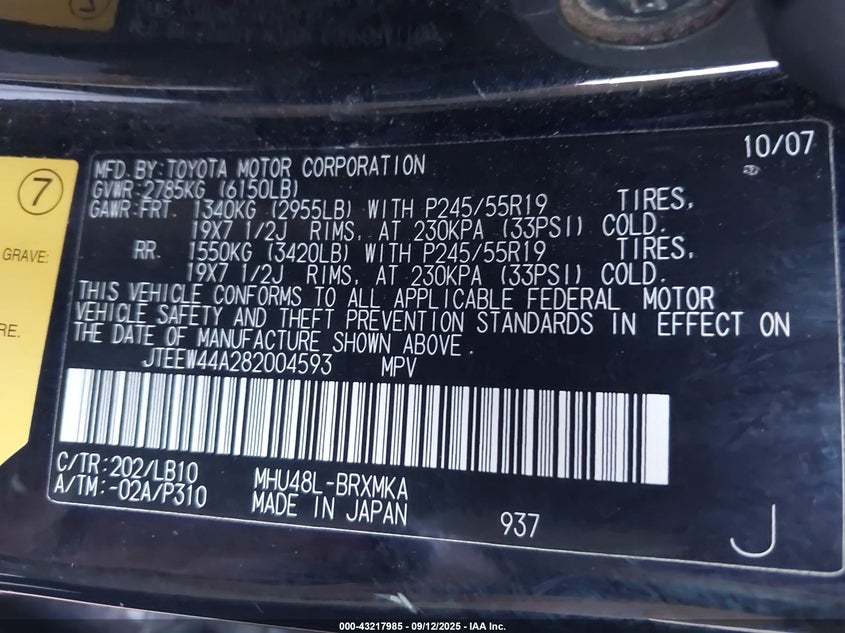 10/07
MFD. BY: TOYOTA MOTOR CORPORATION
GVWR: 2785KG (6150LB)
GAWR: FRT. 1340KG (2955LB) WITH P245/55R19 TIRES,
19X7 1/2J RIMS, AT 230KPA (33PSI) COLD.
RR. 1550KG (3420LB) WITH P245/55R19 TIRES,
19X7 1/2J RIMS, AT 230KPA (33PSI) COLD.
THIS VEHICLE CONFORMS TO ALL APPLICABLE FEDERAL MOTOR
VEHICLE SAFETY AND THEFT PREVENTION STANDARDS IN EFFECT ON
THE DATE OF MANUFACTURE SHOWN ABOVE.
JTEEW44A282004593 MPV
C/TR: 202/LB10 MHU48L-BRXMKA
A/TM: -02A/P310 MADE IN JAPAN
937
J
7
GRAVE:
RE.
000-43217985 - 09/12/2025 - IAA Inc.